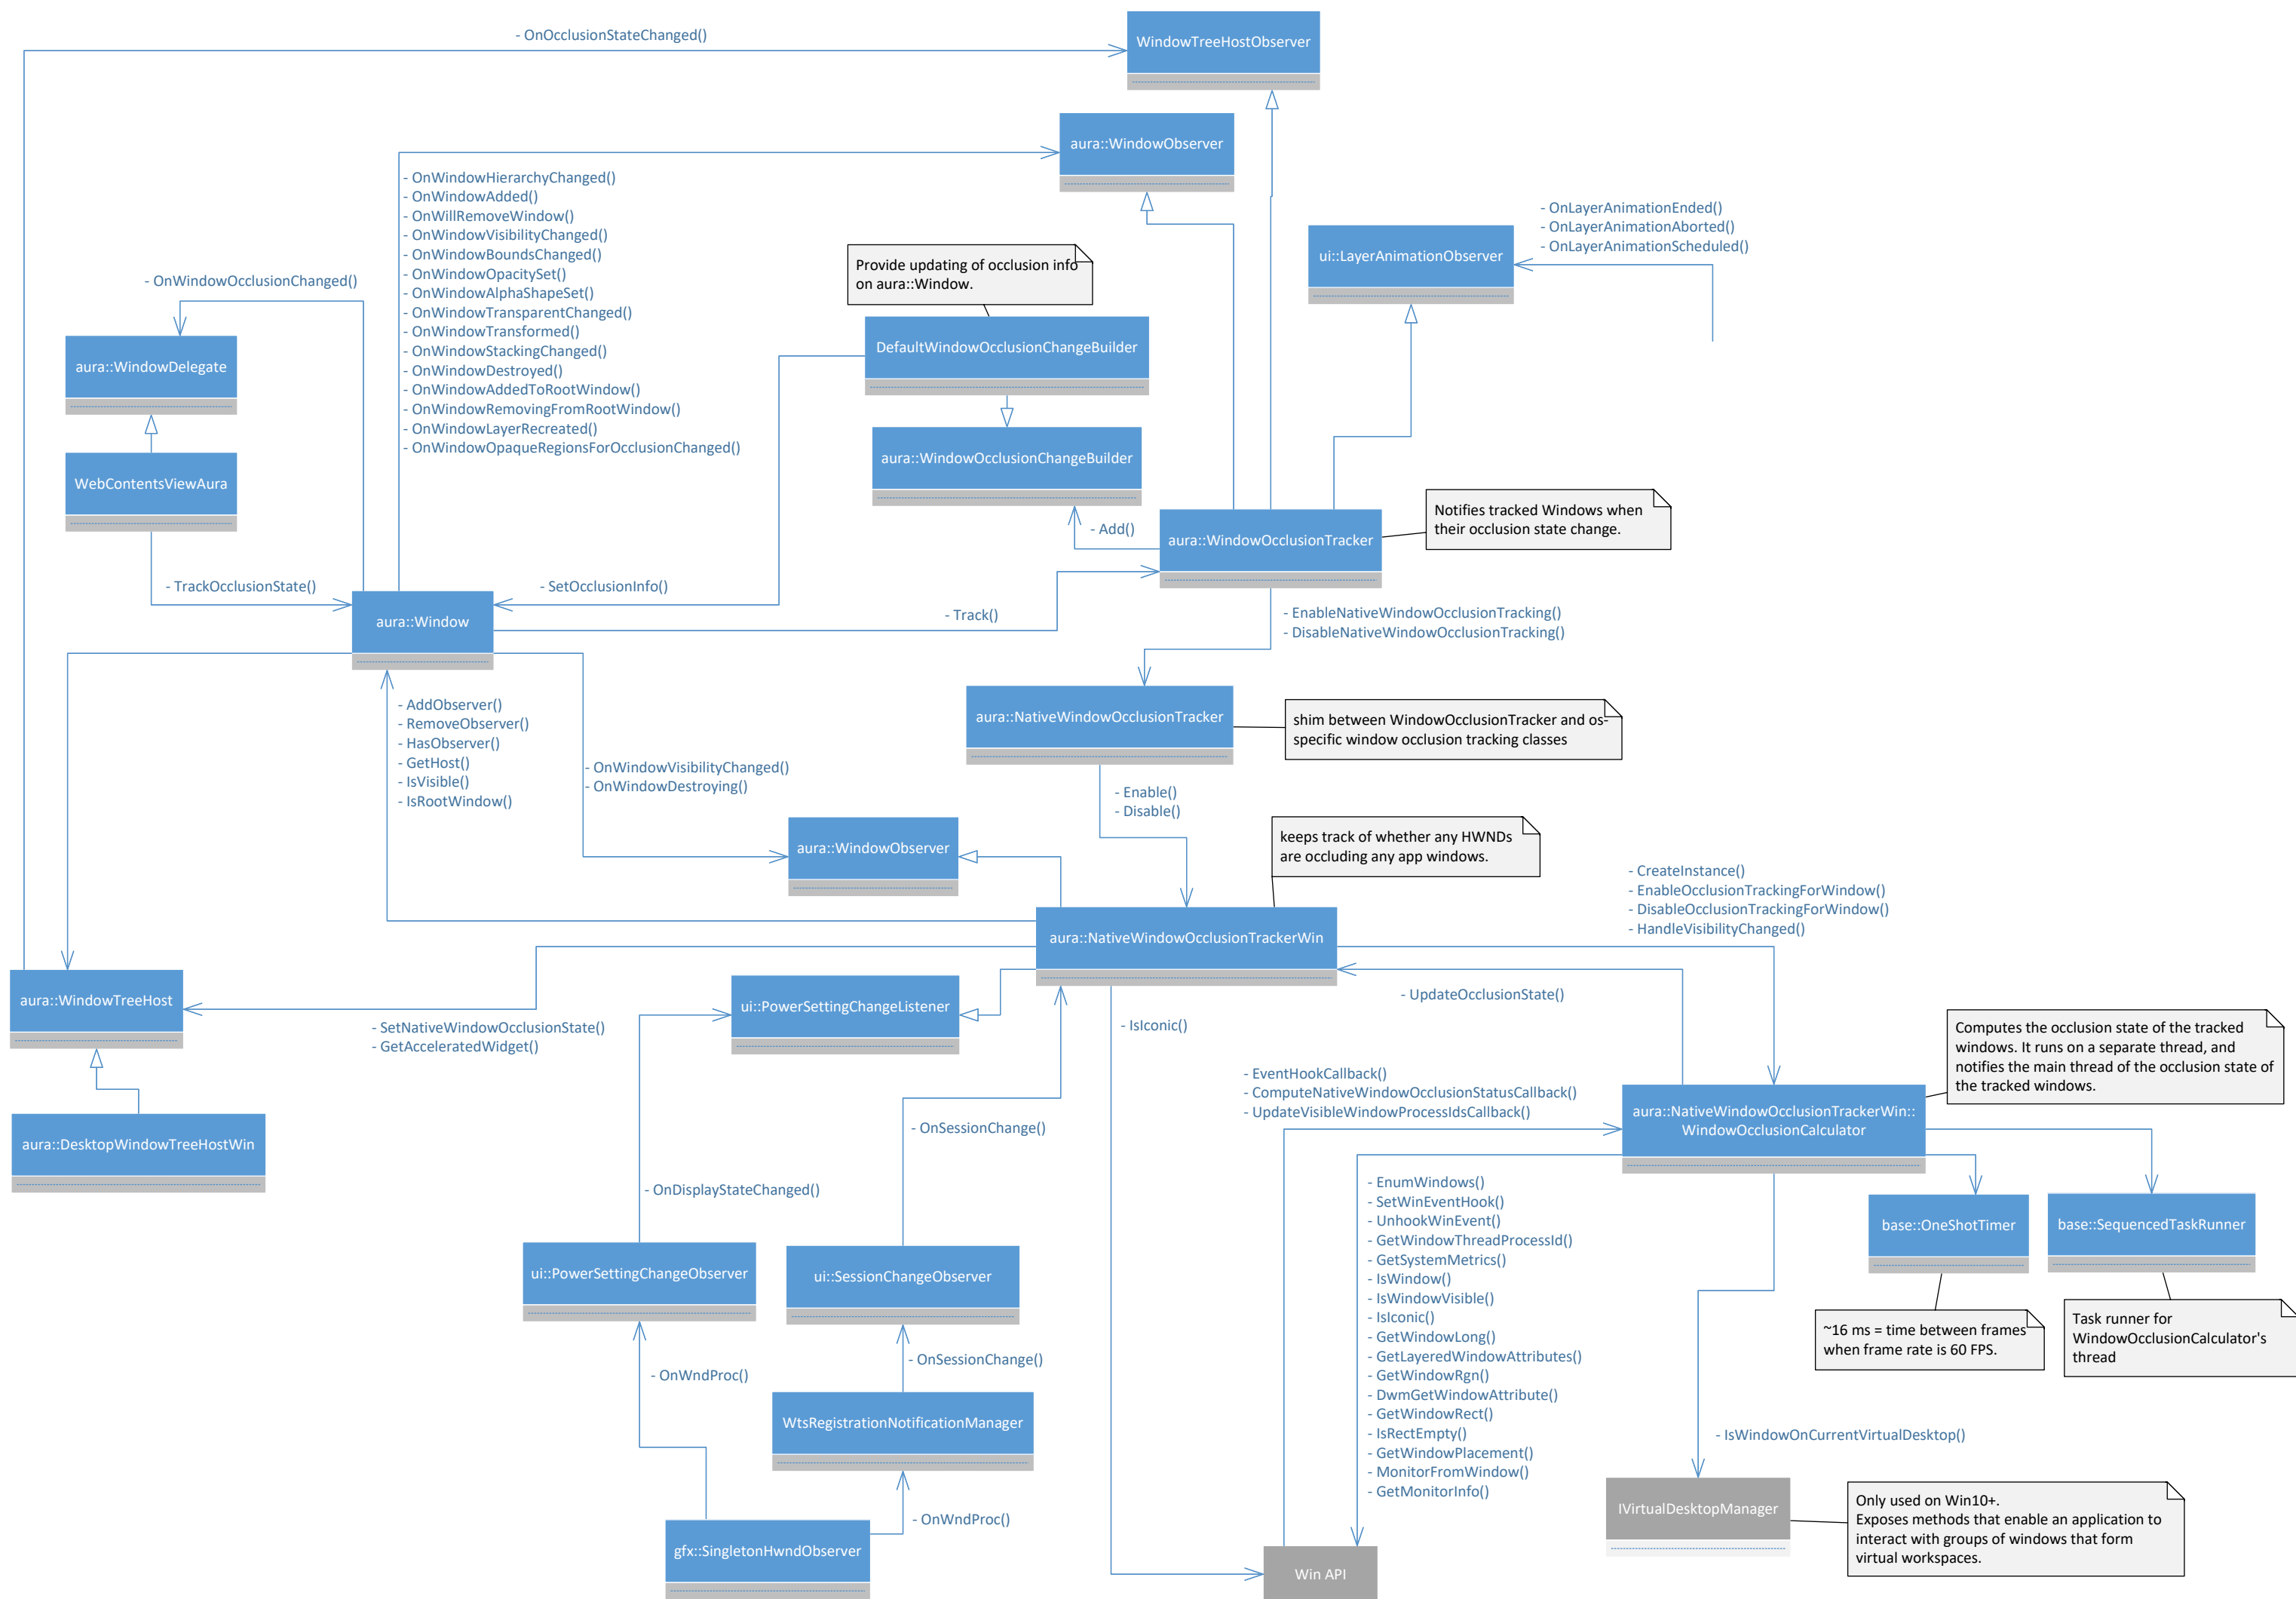 - OnOcclusionStateChanged()
WindowTreeHostObserver
aura::WindowObserver
- OnWindowHierarchyChanged()
- OnWindowAdded()
- OnWillRemoveWindow()
- OnWindowVisibilityChanged()
- OnWindowBoundsChanged()
- OnWindowOpacitySet()
- OnWindowAlphaShapeSet()
- OnWindowTransparentChanged()
- OnWindowTransformed()
- OnWindowStackingChanged()
- OnWindowDestroyed()
- OnWindowAddedToRootWindow()
- OnWindowRemovingFromRootWindow()
- OnWindowLayerRecreated()
- OnWindowOpaqueRegionsForOcclusionChanged()
- OnLayerAnimationEnded()
- OnLayerAnimationAborted()
- OnLayerAnimationScheduled()
ui::LayerAnimationObserver
Provide updating of occlusion info
on aura::Window.
- OnWindowOcclusionChanged()
aura::WindowDelegate
DefaultWindowOcclusionChangeBuilder
aura::WindowOcclusionChangeBuilder
WebContentsViewAura
Notifies tracked Windows when
their occlusion state change.
- Add()
aura::WindowOcclusionTracker
- TrackOcclusionState()
- SetOcclusionInfo()
aura::Window
- Track()
- EnableNativeWindowOcclusionTracking()
- DisableNativeWindowOcclusionTracking()
- AddObserver()
- RemoveObserver()
- HasObserver()
- GetHost()
- IsVisible()
- IsRootWindow()
aura::NativeWindowOcclusionTracker
shim between WindowOcclusionTracker and os-
specific window occlusion tracking classes
- OnWindowVisibilityChanged()
- OnWindowDestroying()
- Enable()
- Disable()
aura::WindowObserver
keeps track of whether any HWNDs
are occluding any app windows.
- CreateInstance()
- EnableOcclusionTrackingForWindow()
- DisableOcclusionTrackingForWindow()
- HandleVisibilityChanged()
aura::NativeWindowOcclusionTrackerWin
aura::WindowTreeHost
ui::PowerSettingChangeListener
- UpdateOcclusionState()
- SetNativeWindowOcclusionState()
- GetAcceleratedWidget()
- IsIconic()
Computes the occlusion state of the tracked
windows. It runs on a separate thread, and
notifies the main thread of the occlusion state of
the tracked windows.
- EventHookCallback()
- ComputeNativeWindowOcclusionStatusCallback()
- UpdateVisibleWindowProcessIdsCallback()
aura::NativeWindowOcclusionTrackerWin::
WindowOcclusionCalculator
aura::DesktopWindowTreeHostWin
- OnSessionChange()
- OnDisplayStateChanged()
- EnumWindows()
- SetWinEventHook()
- UnhookWinEvent()
- GetWindowThreadProcessId()
- GetSystemMetrics()
- IsWindow()
- IsWindowVisible()
- IsIconic()
- GetWindowLong()
- GetLayeredWindowAttributes()
- GetWindowRgn()
- DwmGetWindowAttribute()
- GetWindowRect()
- IsRectEmpty()
- GetWindowPlacement()
- MonitorFromWindow()
- GetMonitorInfo()
base::OneShotTimer
base::SequencedTaskRunner
ui::PowerSettingChangeObserver
ui::SessionChangeObserver
~16 ms = time between frames
when frame rate is 60 FPS.
Task runner for
WindowOcclusionCalculator's
thread
- OnSessionChange()
- OnWndProc()
WtsRegistrationNotificationManager
- IsWindowOnCurrentVirtualDesktop()
IVirtualDesktopManager
Only used on Win10+.
Exposes methods that enable an application to
interact with groups of windows that form
virtual workspaces.
- OnWndProc()
gfx::SingletonHwndObserver
Win API